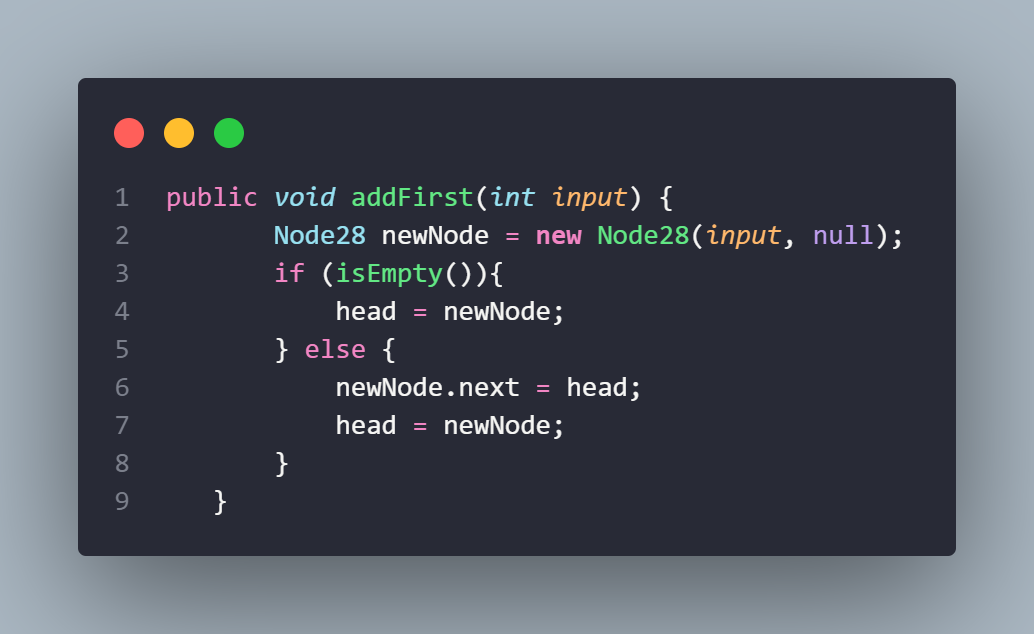 1 public void addFirst(int input) {
2 Node28 newNode = new Node28(input, null);
3 if (isEmpty()){
4 head = newNode;
5 } else {
6 newNode.next = head;
7 head = newNode;
8 }
9 }